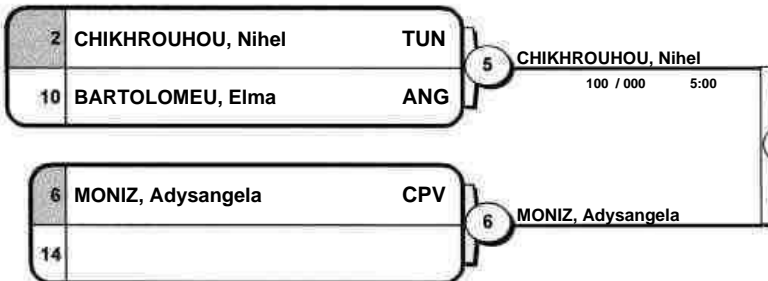 2 CHIKHROUHOU, Nihel TUN
10 BARTOLOMEU, Elma ANG
5 CHIKHROUHOU, Nihel
100 / 000 5:00
6 MONIZ, Adysangela CPV
14
6 MONIZ, Adysangela